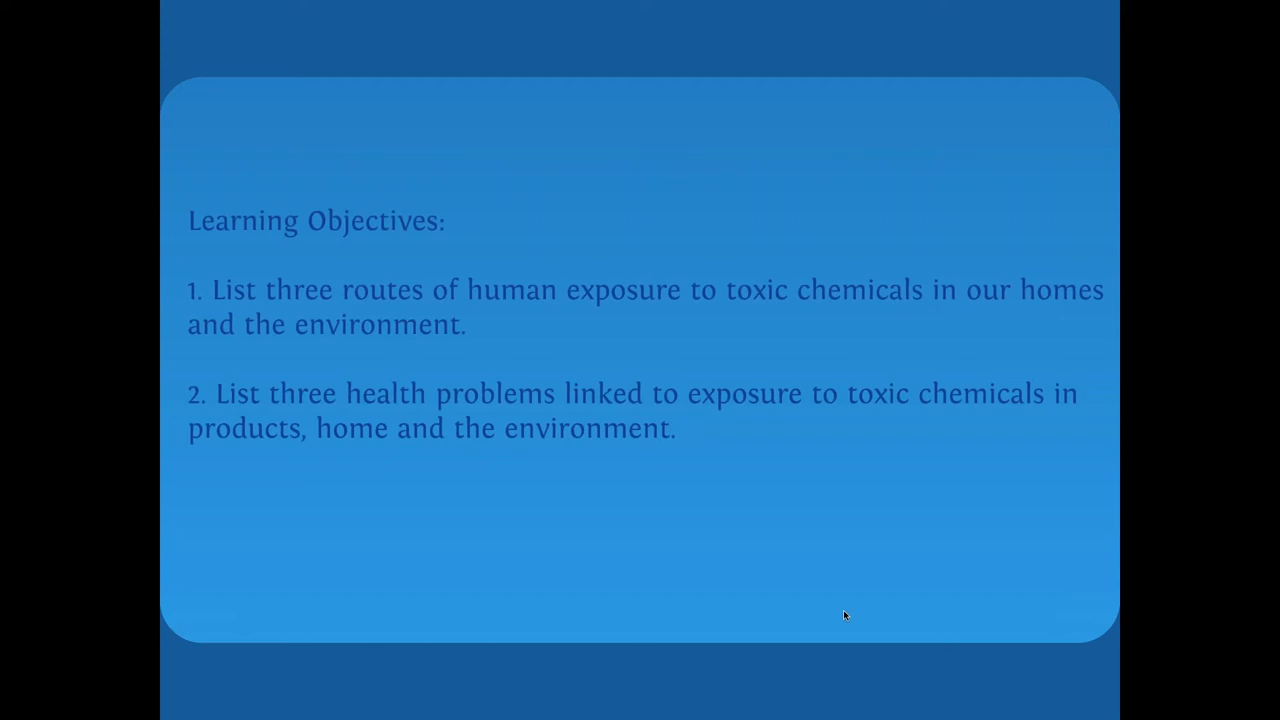 Learning Objectives:
1. List three routes of human exposure to toxic chemicals in our homes
and the environment.
2. List three health problems linked to exposure to toxic chemicals in
products, home and the environment.